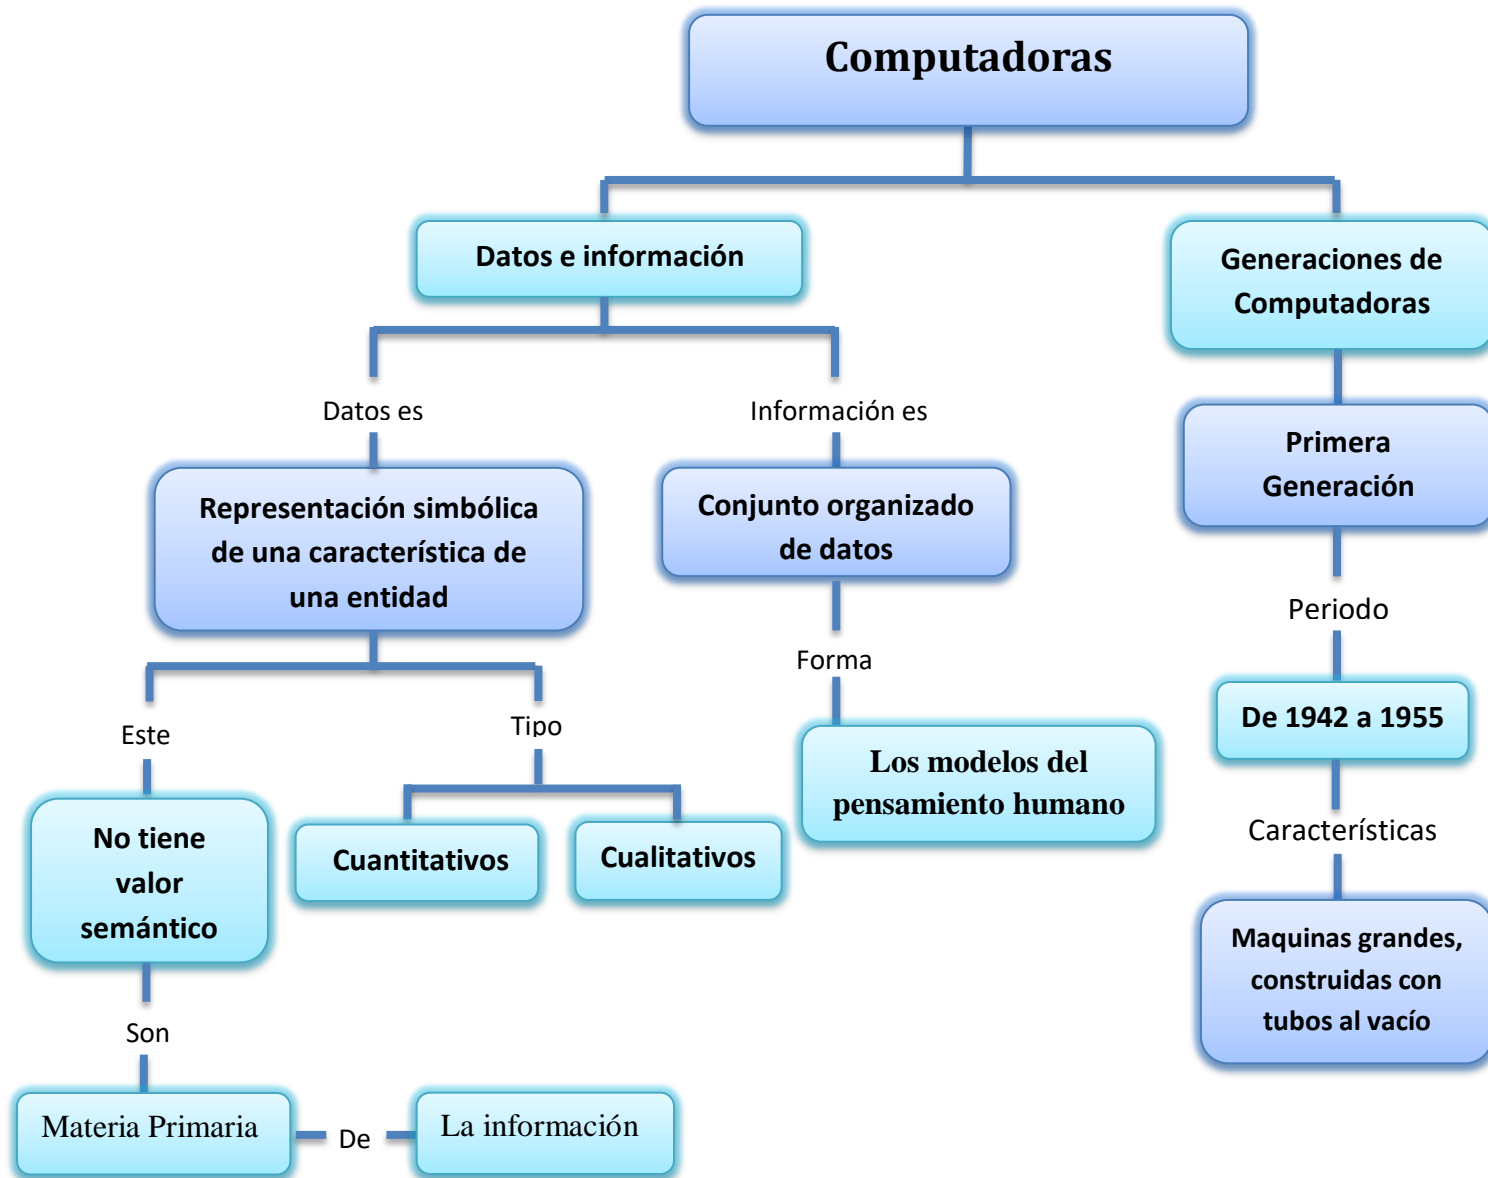 Computadoras
Datos e información
Generaciones de
Computadoras
Datos es
Información es
Primera
Generación
Representación simbólica
de una característica de
una entidad
Conjunto organizado
de datos
Periodo
Forma
De 1942 a 1955
Este
Tipo
Los modelos del
pensamiento humano
Características
No tiene
valor
semántico
Cuantitativos
Cualitativos
Maquinas grandes,
construidas con
tubos al vacío
Son
Materia Primaria
De
La información